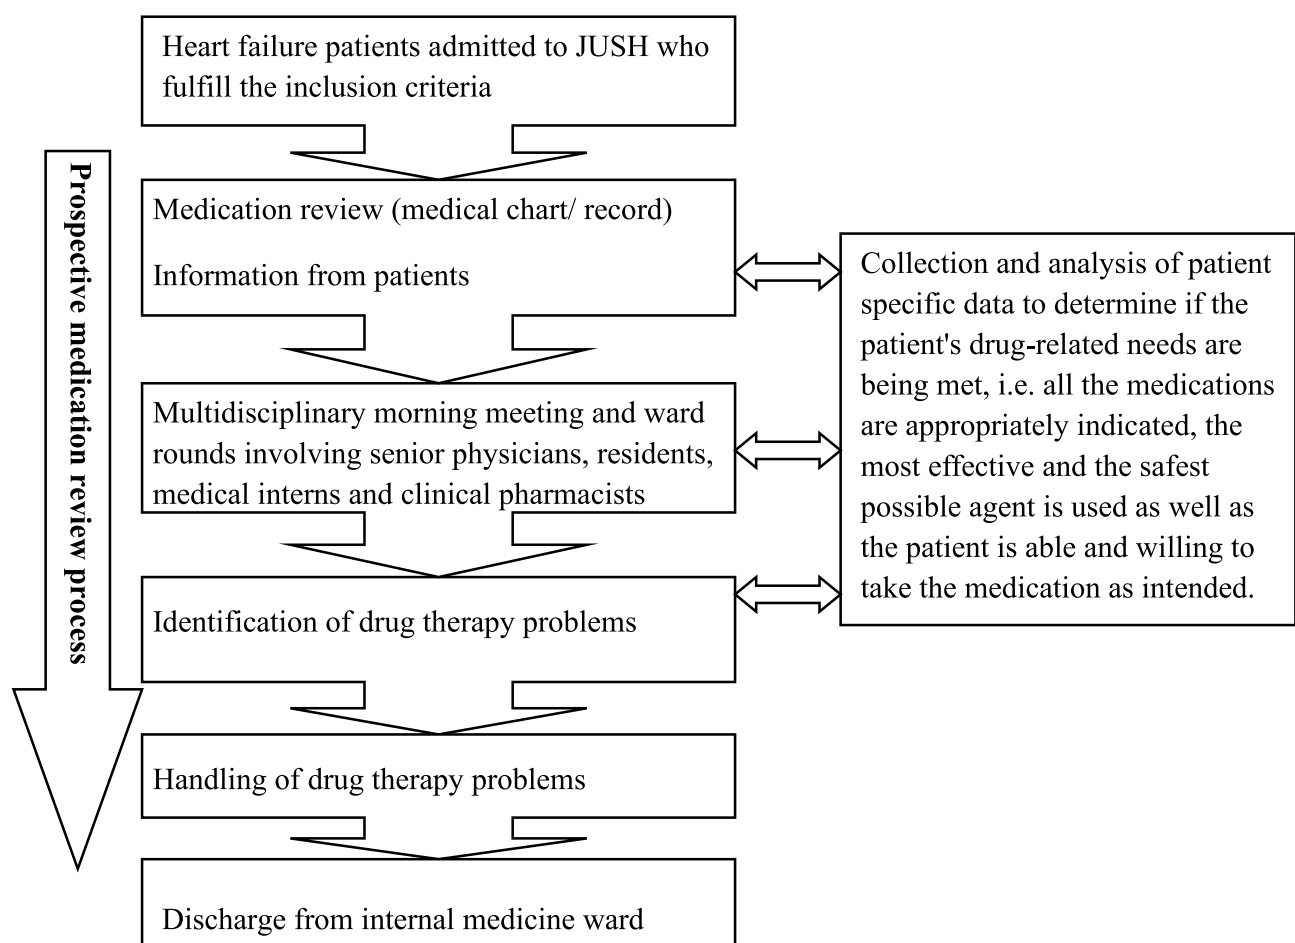 Heart failure patients admitted to JUSH who
fulfill the inclusion criteria
Prospective medication review process
Medication review (medical chart/ record)
Information from patients
Collection and analysis of patient
specific data to determine if the
patient's drug-related needs are
being met, i.e. all the medications
are appropriately indicated, the
most effective and the safest
possible agent is used as well as
the patient is able and willing to
take the medication as intended.
Multidisciplinary morning meeting and ward
rounds involving senior physicians, residents,
medical interns and clinical pharmacists
Identification of drug therapy problems
Handling of drug therapy problems
Discharge from internal medicine ward